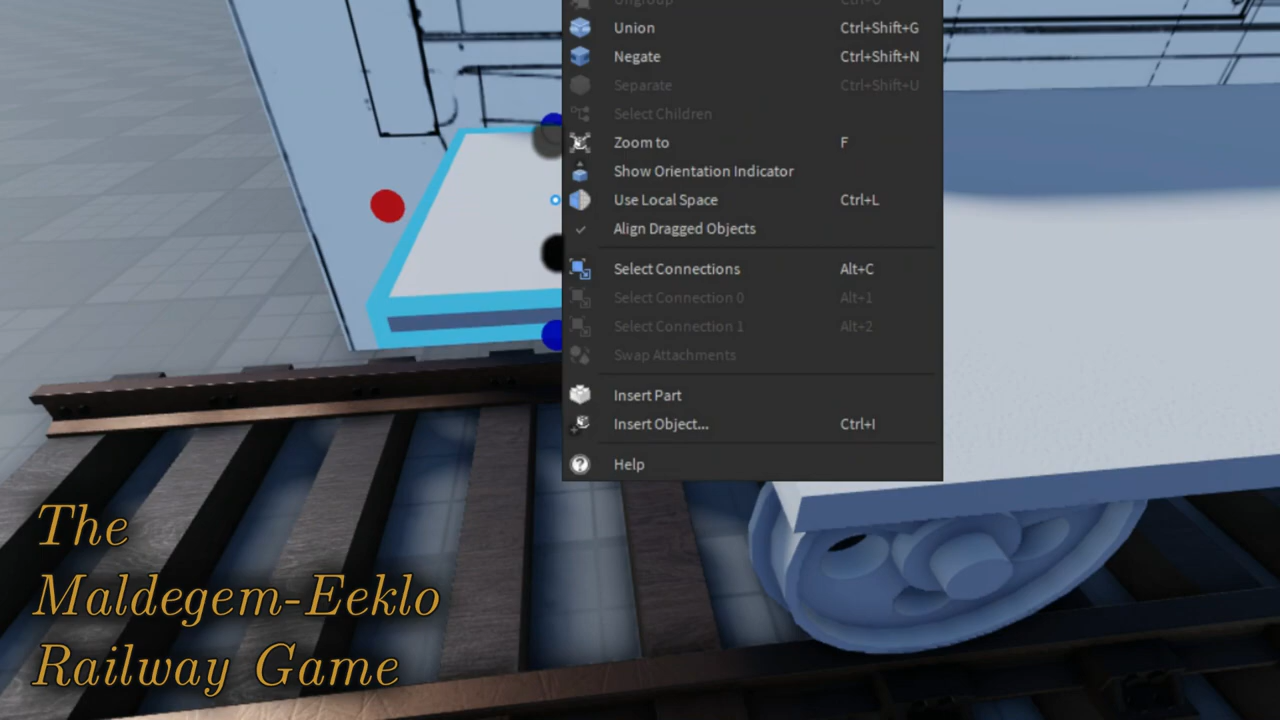 Ungroup Ctrl+U
Union Ctrl+Shift+G
Negate Ctrl+Shift+N
Separate Ctrl+Shift+U
Select Children
Zoom to F
Show Orientation Indicator
Use Local Space Ctrl+L
Align Dragged Objects
Select Connections Alt+C
Select Connection 0 Alt+1
Select Connection 1 Alt+2
Swap Attachments
Insert Part
Insert Object... Ctrl+I
Help
The
Maldegem-Eeklo
Railway Game